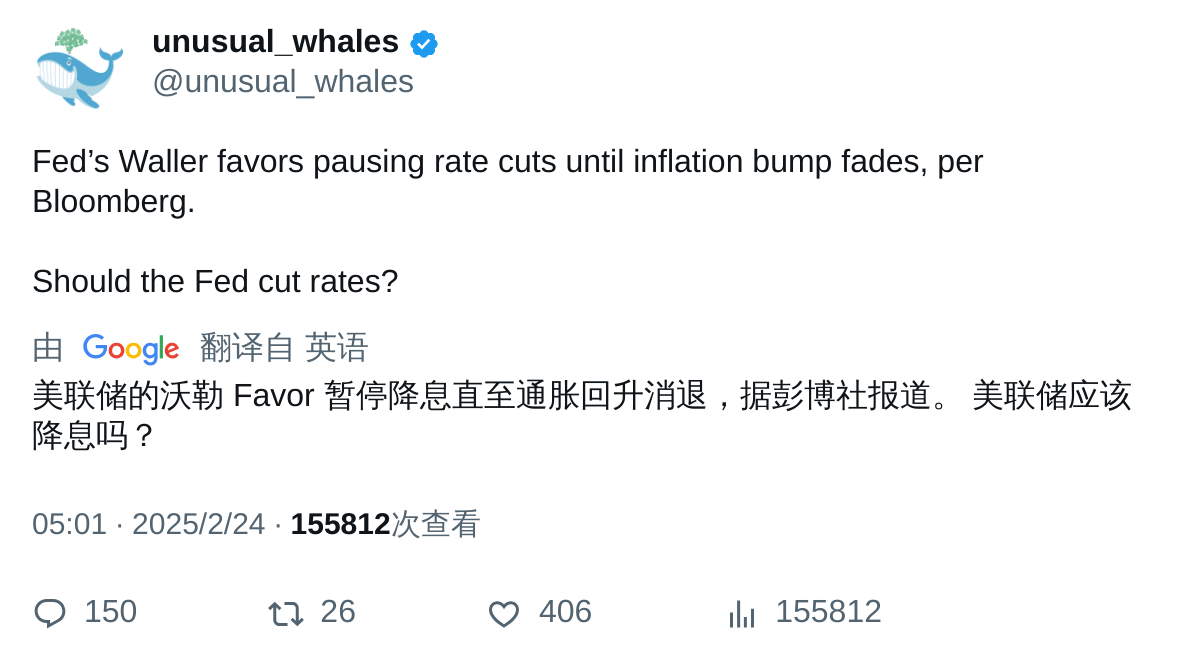 unusual_whales
@unusual_whales
Fed’s Waller favors pausing rate cuts until inflation bump fades, per
Bloomberg.
Should the Fed cut rates?
由 Google 翻译自 英语
美联储的沃勒 Favor 暂停降息直至通胀回升消退，据彭博社报道。 美联储应该
降息吗？
05:01 · 2025/2/24 · 155812次查看
150 26 406 155812